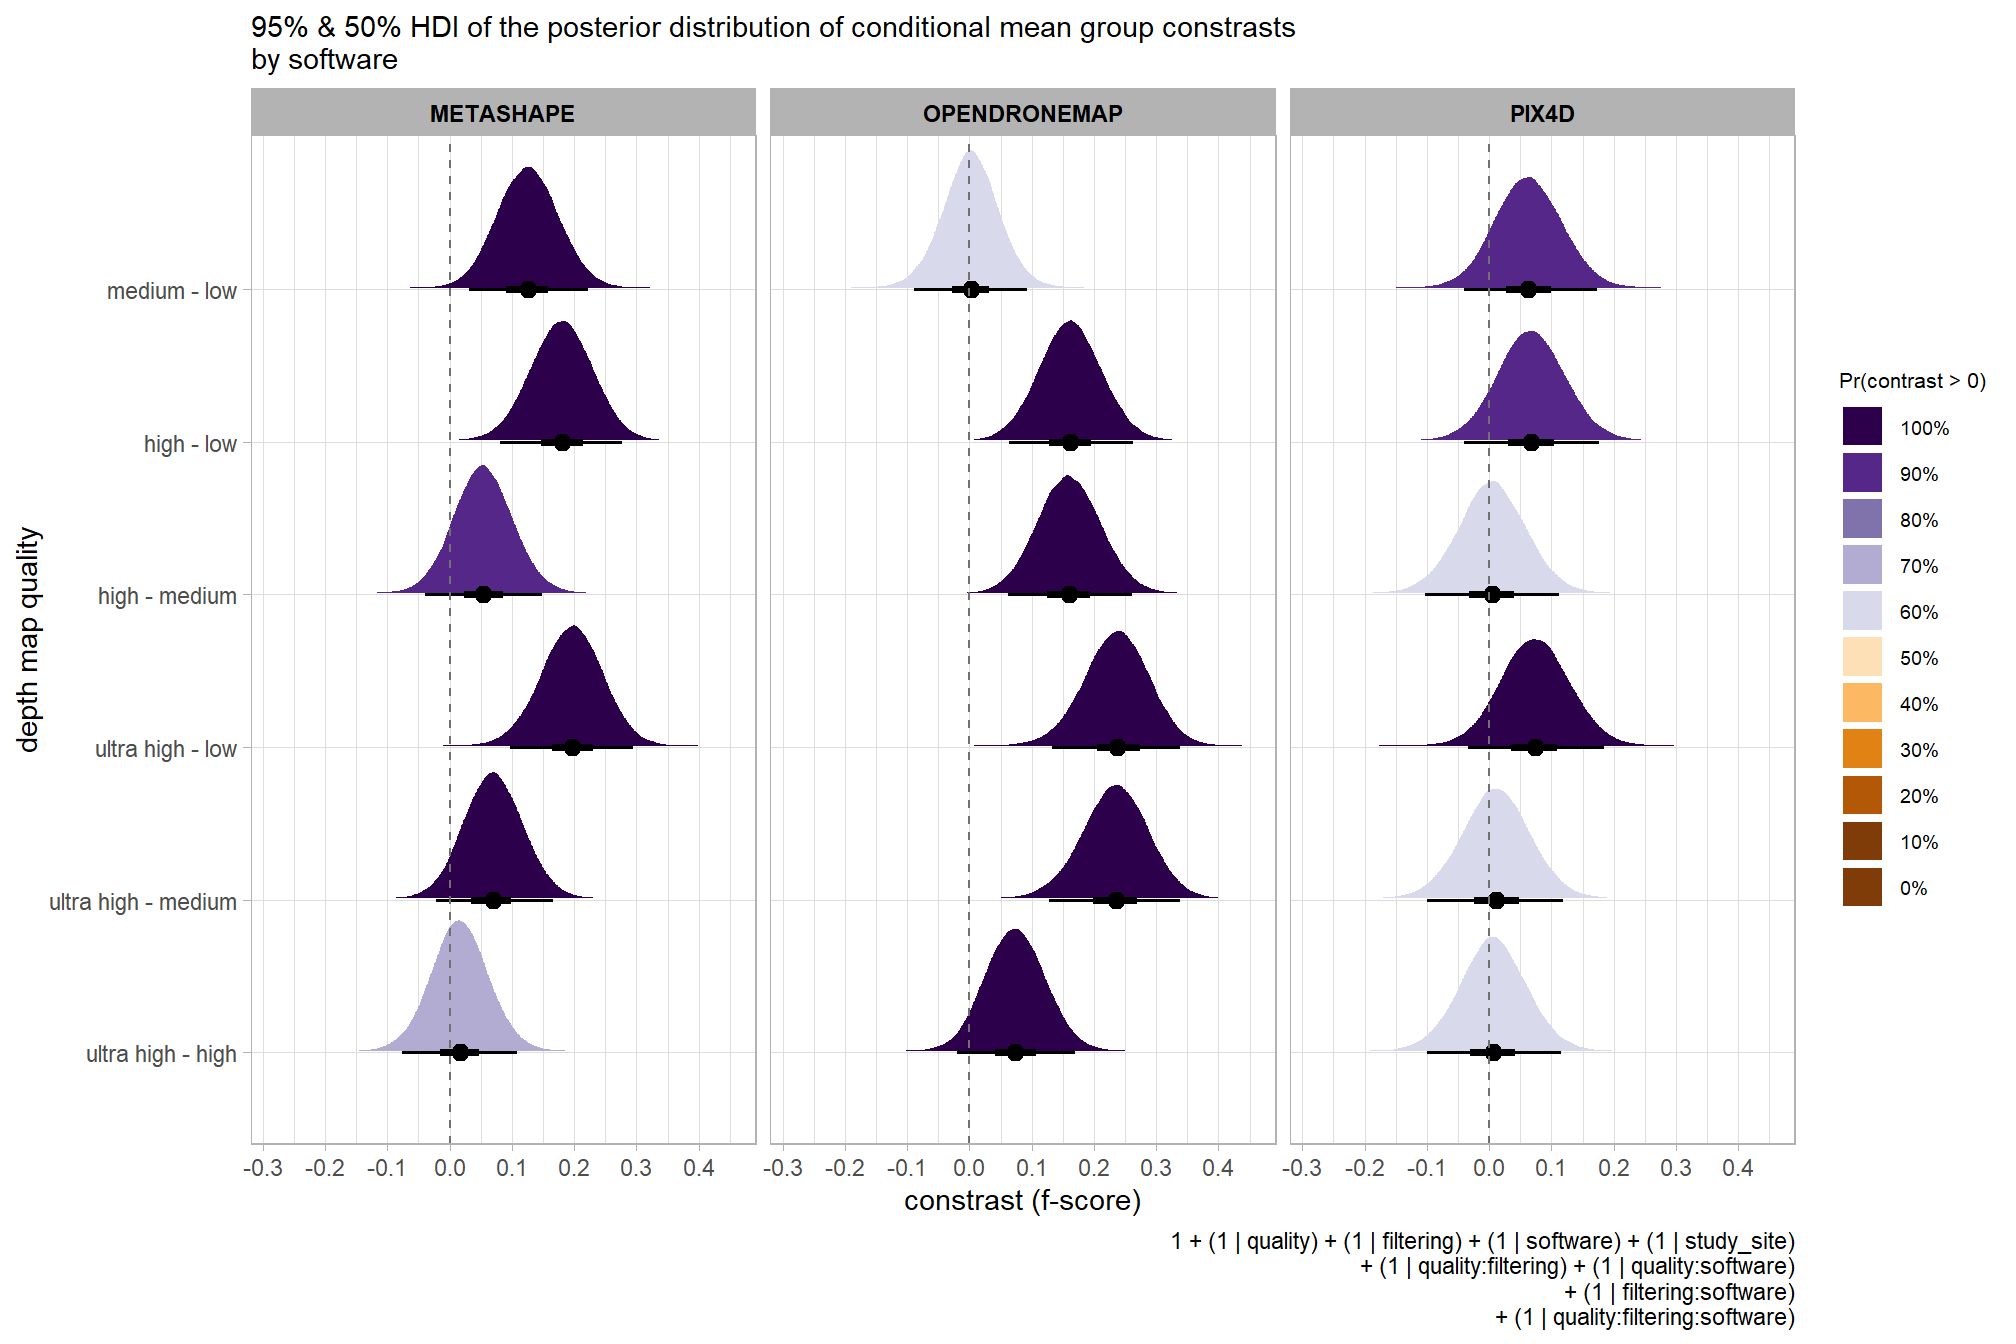 95% & 50% HDI of the posterior distribution of conditional mean group constrasts
by software
METASHAPE
OPENDRONEMAP
PIX4D
depth map quality
medium - low
high - low
high - medium
ultra high - low
ultra high - medium
ultra high - high
-0.3 -0.2 -0.1 0.0 0.1 0.2 0.3 0.4
-0.3 -0.2 -0.1 0.0 0.1 0.2 0.3 0.4
-0.3 -0.2 -0.1 0.0 0.1 0.2 0.3 0.4
constrast (f-score)
Pr(contrast > 0)
100%
90%
80%
70%
60%
50%
40%
30%
20%
10%
0%
1 + (1 | quality) + (1 | filtering) + (1 | software) + (1 | study_site)
+ (1 | quality:filtering) + (1 | quality:software)
+ (1 | filtering:software)
+ (1 | quality:filtering:software)